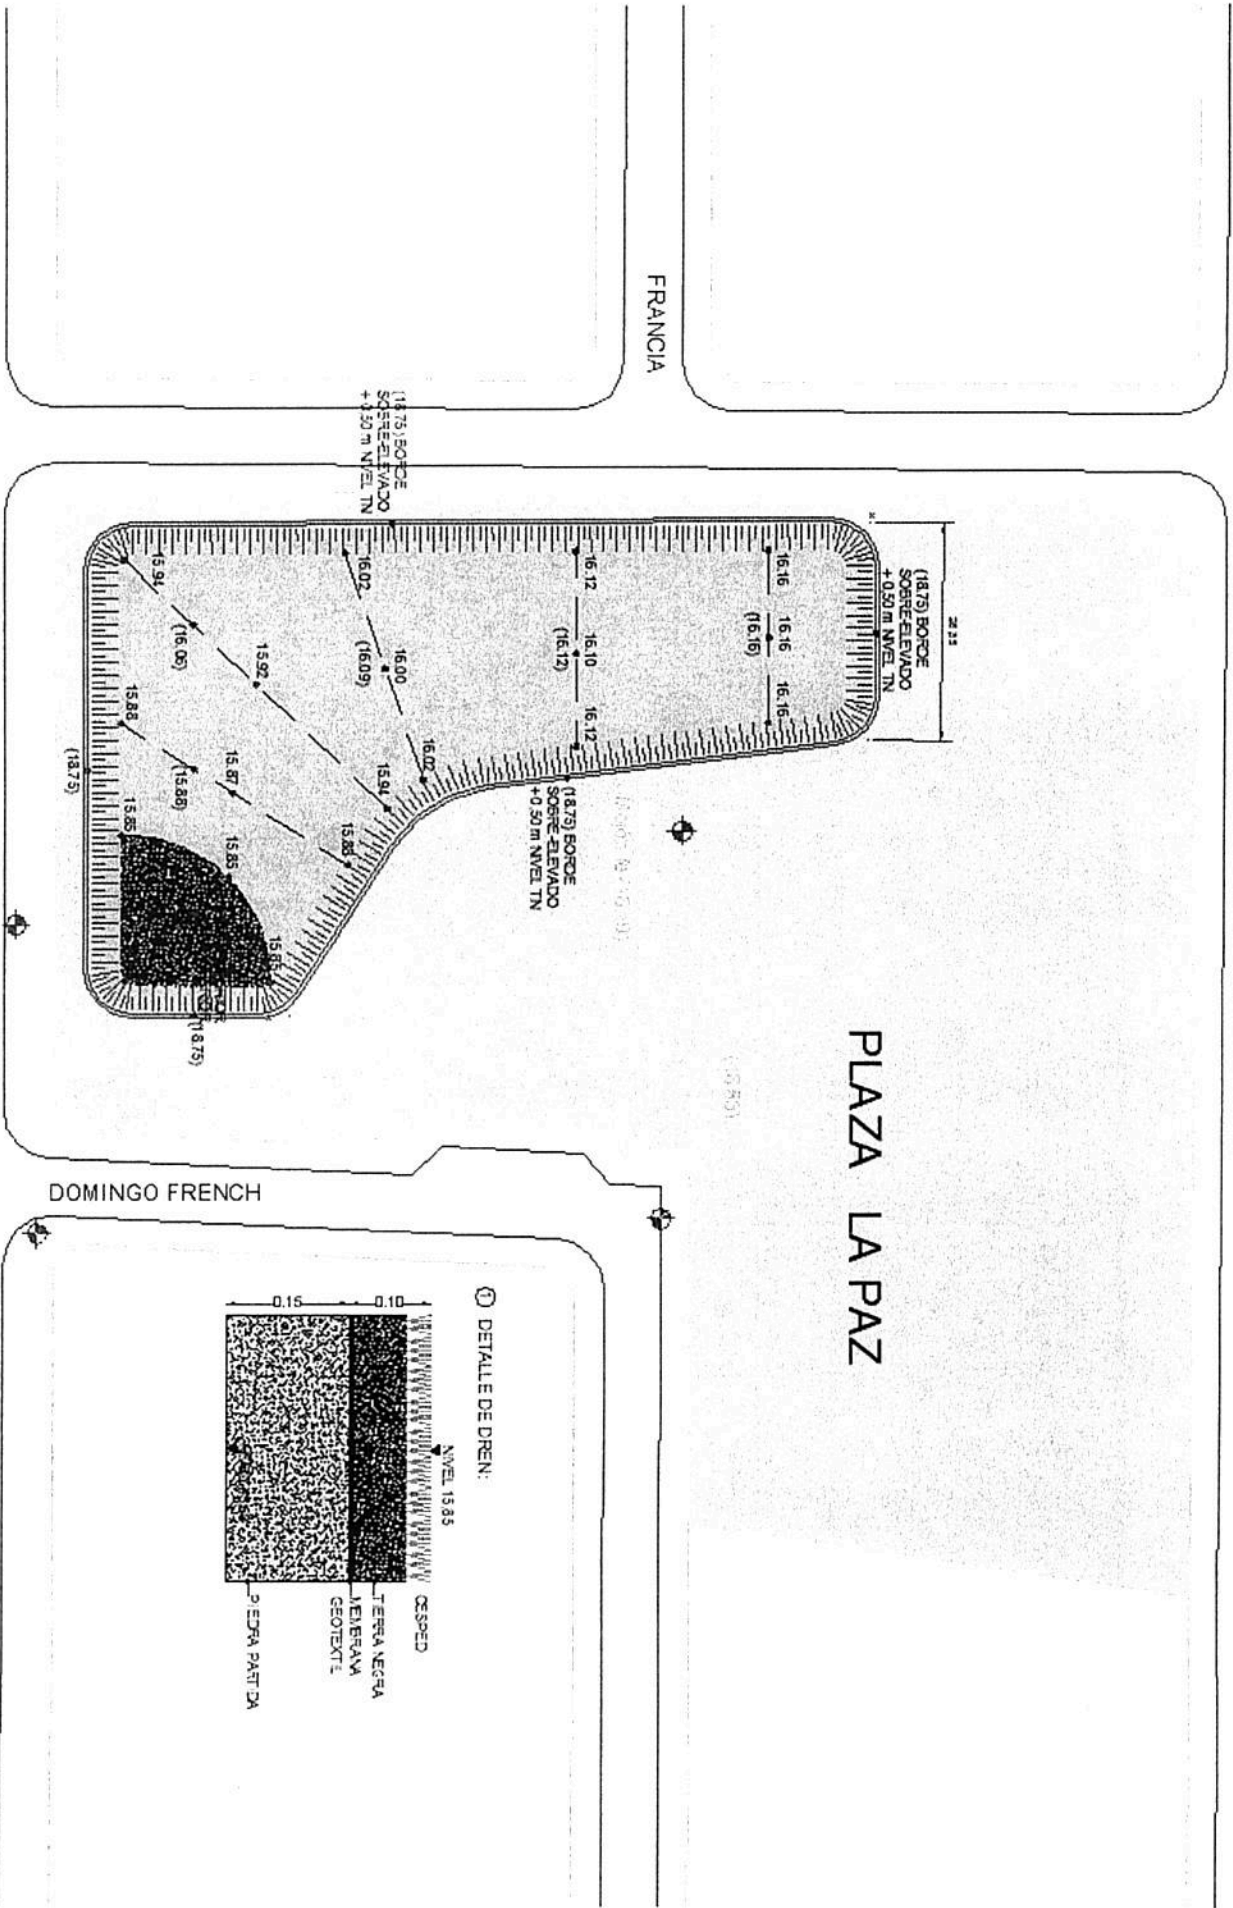 FRANCIA
PLAZA LA PAZ
DOMINGO FRENCH
(18.75) BORDE
SOBRE-ELEVADO
+ 0.50 m NIVEL TN
(18.75) BORDE
SOBRE-ELEVADO
+ 0.50 m NIVEL TN
(18.75) BORDE
SOBRE-ELEVADO
+0.50 m NIVEL TN
16.16
16.16
(16.16)
16.16
16.12
16.10
(16.12)
16.12
16.02
16.00
(16.09)
16.02
15.94
(16.06)
15.92
15.94
15.88
(15.88)
15.87
15.88
15.85
15.85
15.85
(18.75)
(18.75)
1 DETALLE DE DREN:
NIVEL 15.85
0.15
0.10
CESPED
TIERRA NEGRA
MEMBRANA
GEOTEXTIL
PIEDRA PARTIDA